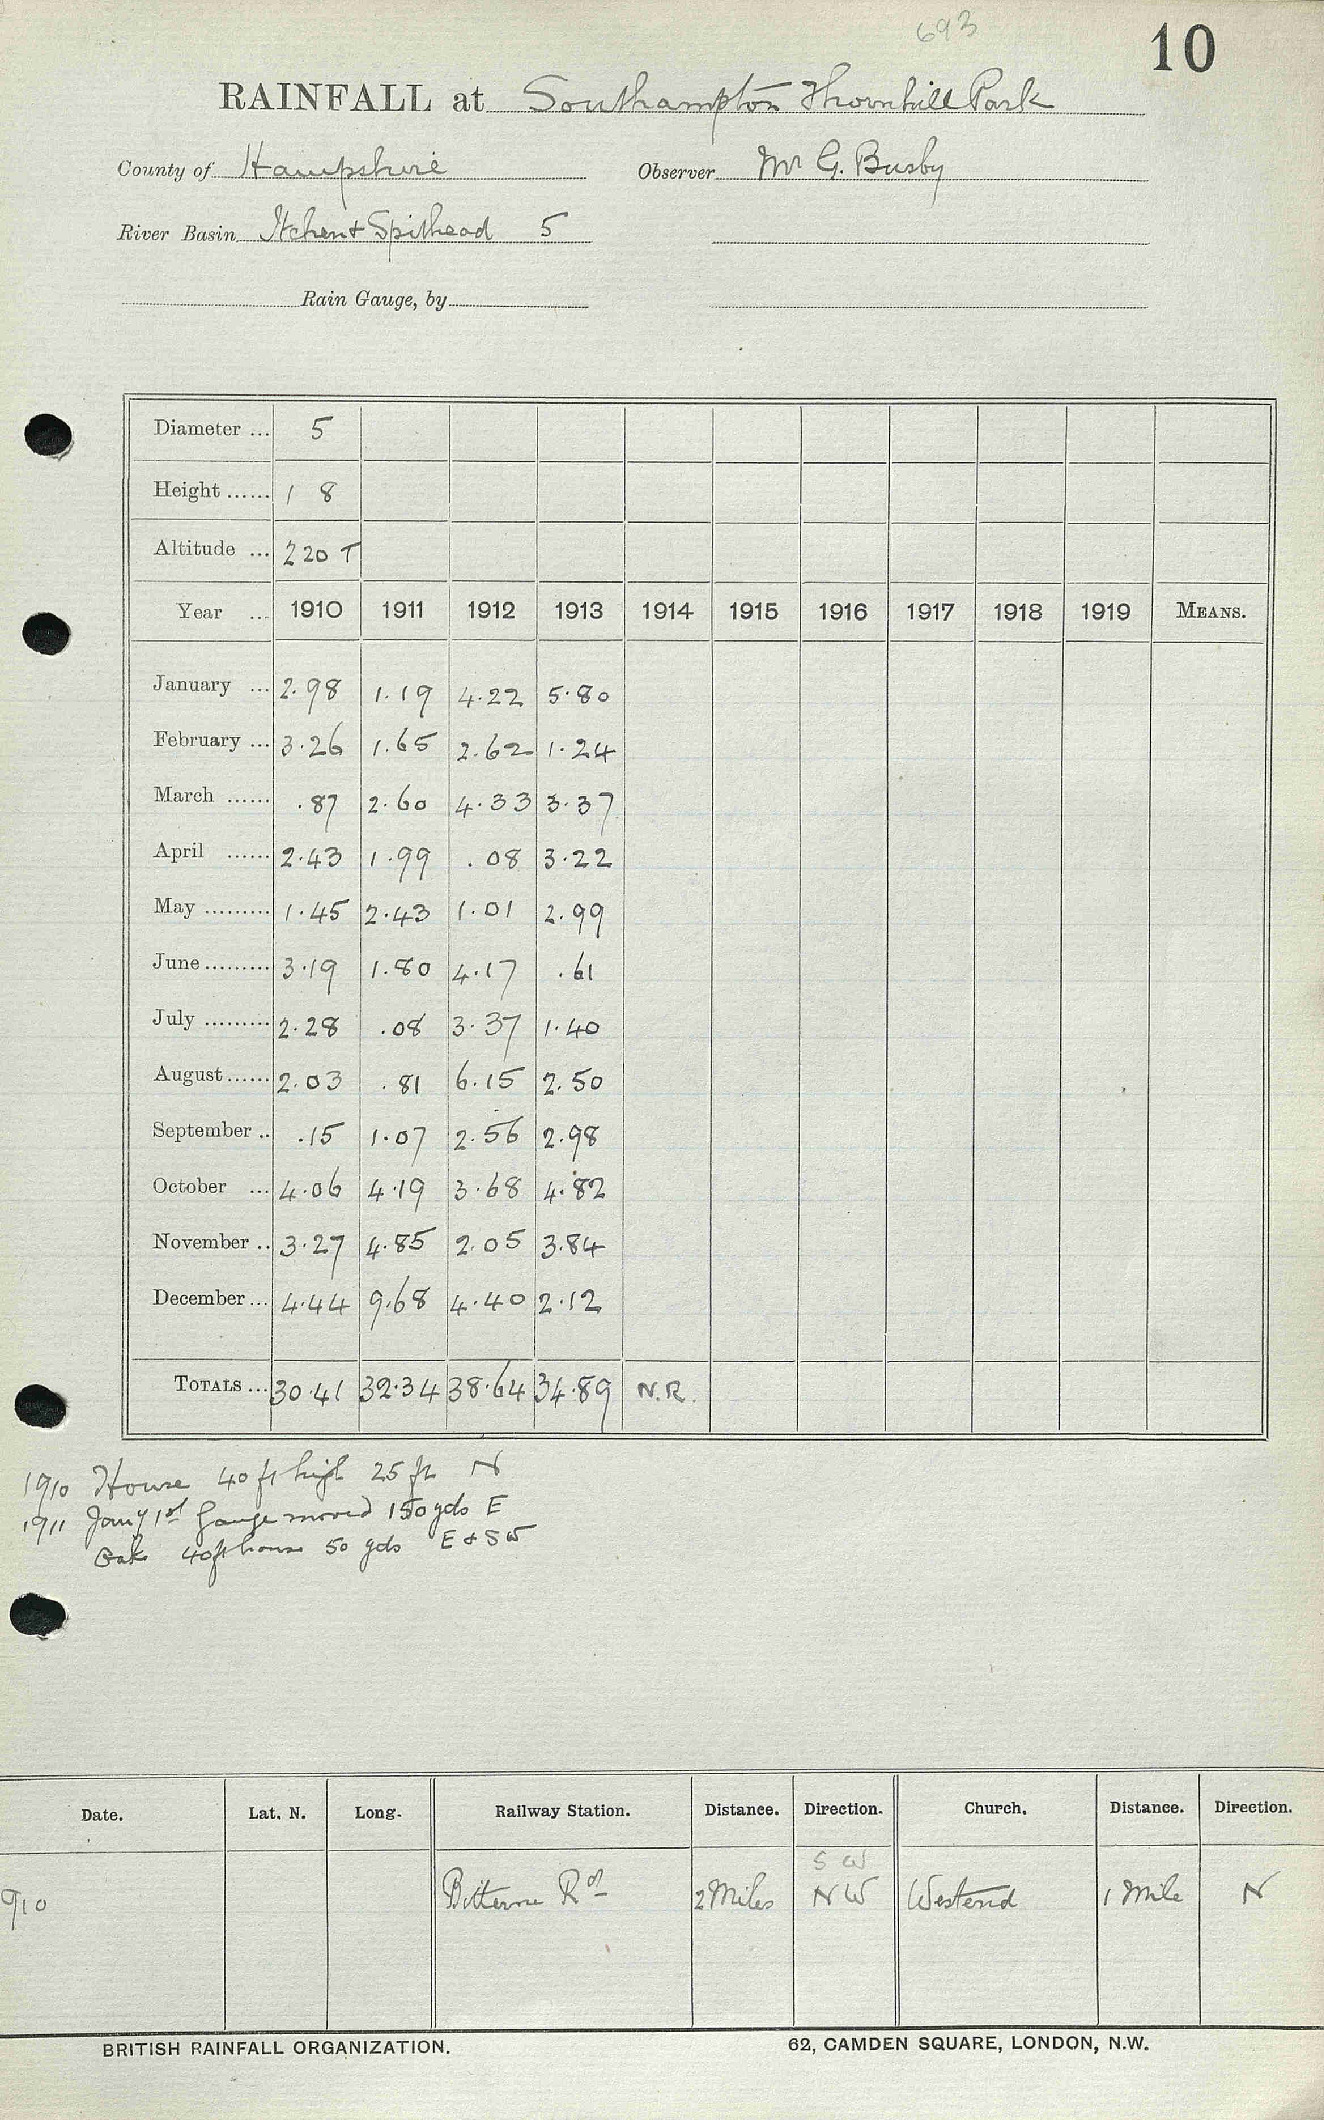 693
10
RAINFALL at Southampton Thornhill Park
County of Hampshire Observer Mr G. Busby
River Basin Itchen & Spithead 5
Rain Gauge, by
Diameter ... 5
Height ...... 1 8
Altitude ... 220 T
Year ... 1910 1911 1912 1913 1914 1915 1916 1917 1918 1919 MEANS.
January ... 2.98 1.19 4.22 5.80
February ... 3.26 1.65 2.62 1.24
March ...... .87 2.60 4.33 3.37
April ...... 2.43 1.99 .08 3.22
May ......... 1.45 2.43 1.01 2.99
June ......... 3.19 1.80 4.17 .61
July ......... 2.28 .08 3.37 1.40
August ...... 2.03 .81 6.15 2.50
September .. .15 1.07 2.56 2.98
October ... 4.06 4.19 3.68 4.82
November .. 3.27 4.85 2.05 3.84
December ... 4.44 9.68 4.40 2.12
TOTALS ... 30.41 32.34 38.64 34.89 N.R.
1910 House 40 ft high 25 ft N
1911 Jany 1st Gauge moved 150 yds E
Oak 40 ft house 50 yds E & SW
Date. Lat. N. Long. Railway Station. Distance. Direction. Church. Distance. Direction.
S W
910 Bitterne Rd 2 Miles N W Westend 1 Mile N
BRITISH RAINFALL ORGANIZATION. 62, CAMDEN SQUARE, LONDON, N.W.